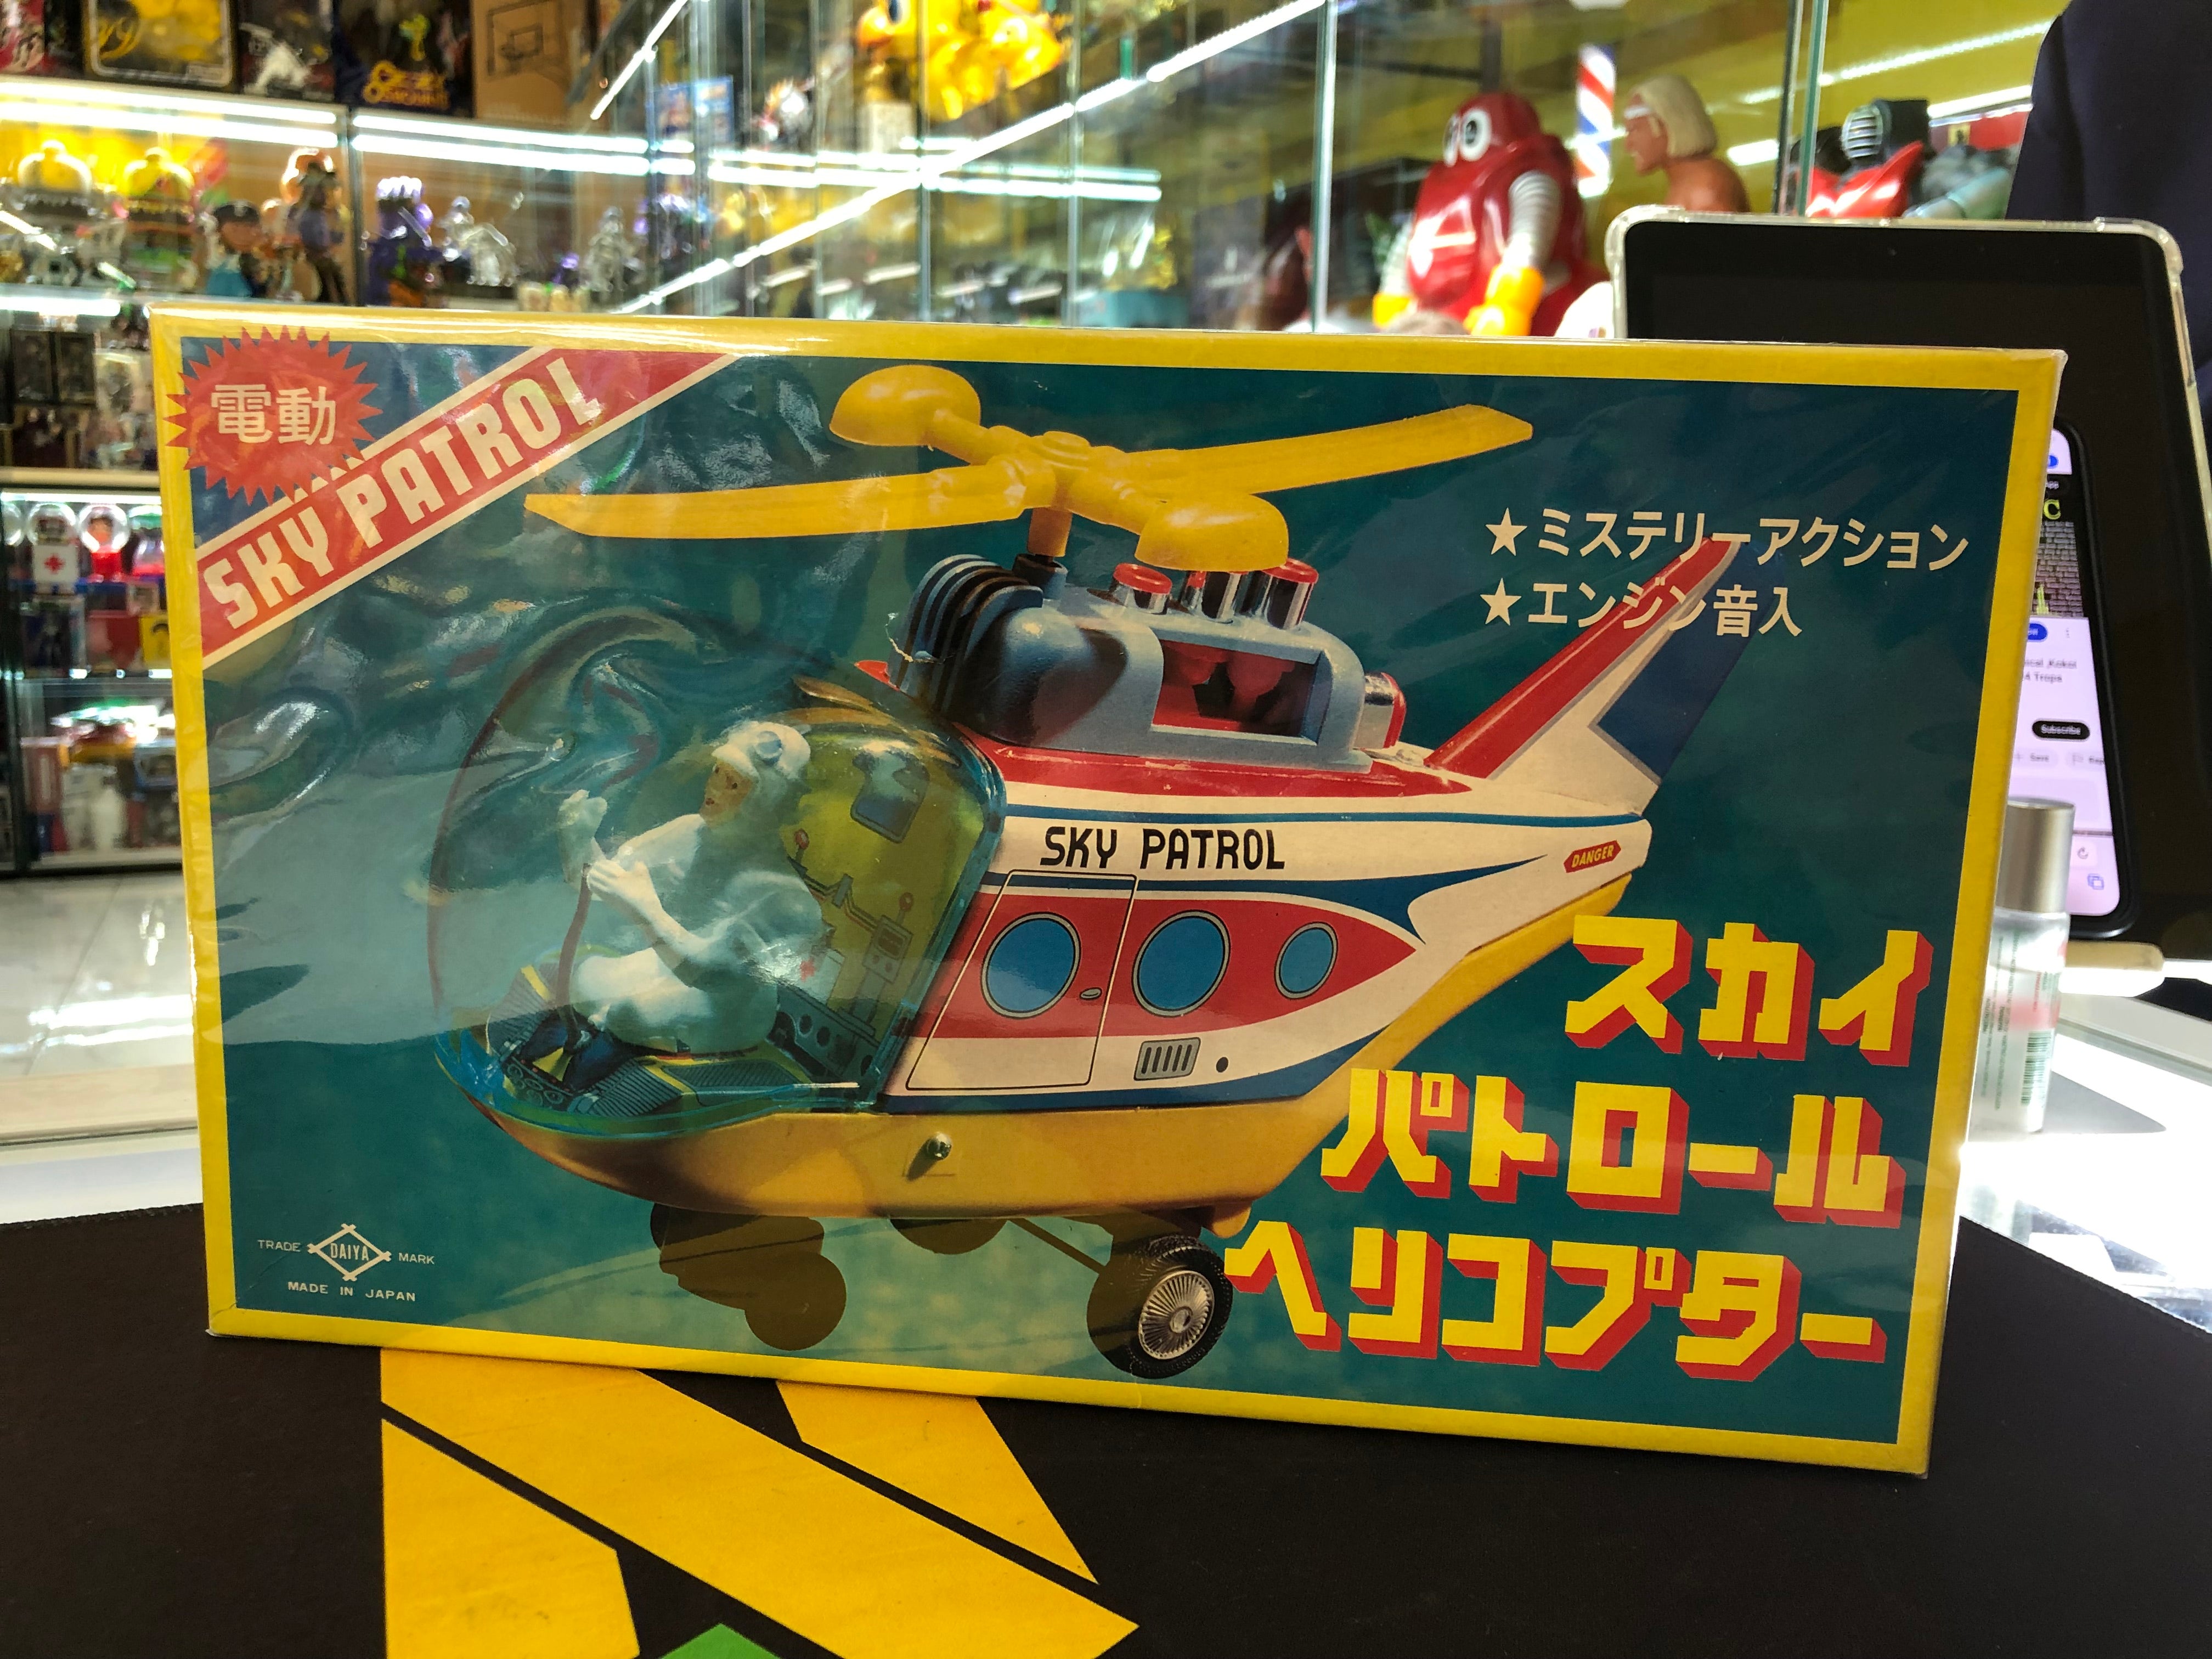 電動
SKY PATROL
★ミステリーアクション
★エンジン音入
SKY PATROL
DANGER
スカイ
パトロール
ヘリコプター
TRADE DAIYA MARK
MADE IN JAPAN
Subscribe